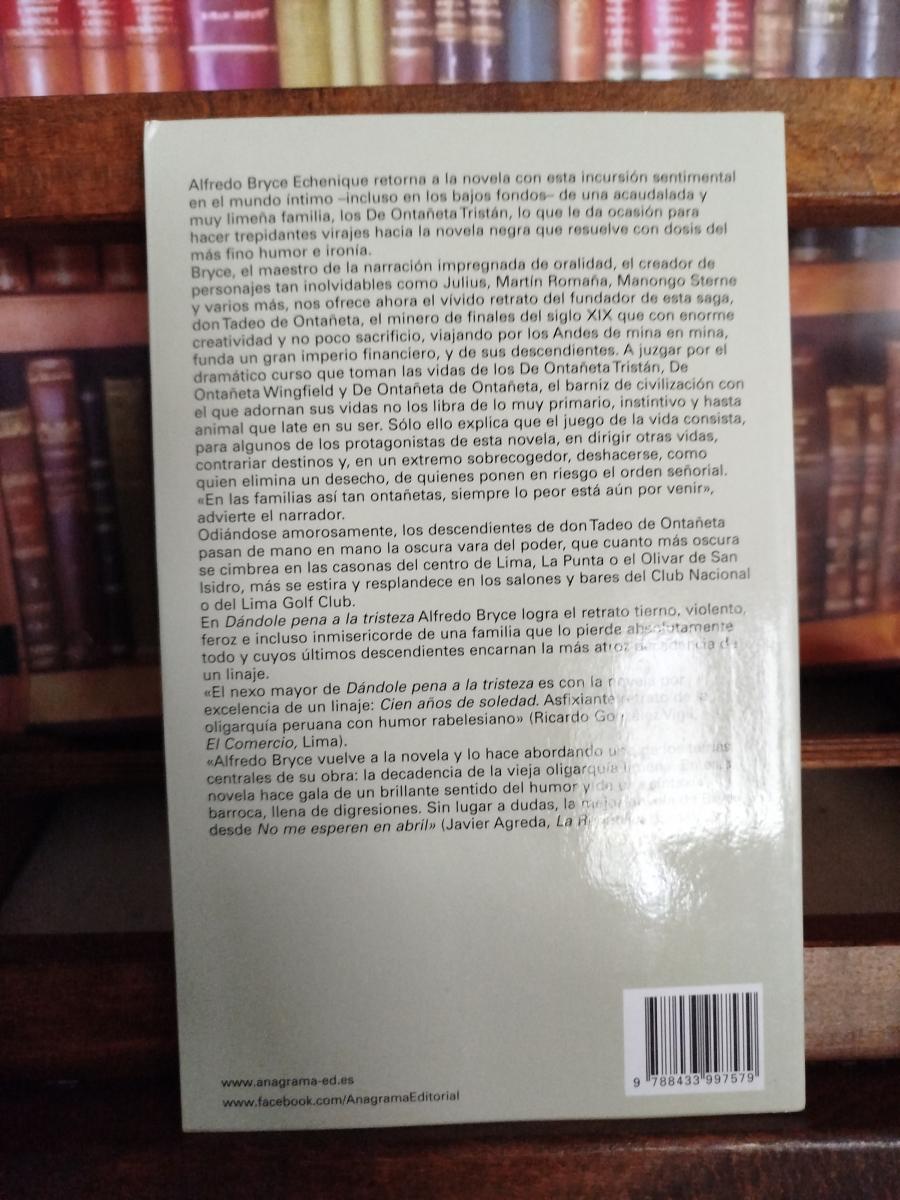 Alfredo Bryce Echenique retorna a la novela con esta incursión sentimental
en el mundo íntimo –incluso en los bajos fondos– de una acaudalada y
muy limeña familia, los De Ontañeta Tristán, lo que le da ocasión para
hacer trepidantes virajes hacia la novela negra que resuelve con dosis del
más fino humor e ironía.
Bryce, el maestro de la narración impregnada de oralidad, el creador de
personajes tan inolvidables como Julius, Martín Romaña, Manongo Sterne
y varios más, nos ofrece ahora el vívido retrato del fundador de esta saga,
don Tadeo de Ontañeta, el minero de finales del siglo XIX que con enorme
creatividad y no poco sacrificio, viajando por los Andes de mina en mina,
funda un gran imperio financiero, y de sus descendientes. A juzgar por el
dramático curso que toman las vidas de los De Ontañeta Tristán, De
Ontañeta Wingfield y De Ontañeta de Ontañeta, el barniz de civilización con
el que adornan sus vidas no los libra de lo muy primario, instintivo y hasta
animal que late en su ser. Sólo ello explica que el juego de la vida consista,
para algunos de los protagonistas de esta novela, en dirigir otras vidas,
contrariar destinos y, en un extremo sobrecogedor, deshacerse, como
quien elimina un desecho, de quienes ponen en riesgo el orden señorial.
«En las familias así tan ontañetas, siempre lo peor está aún por venir»,
advierte el narrador.
Odiándose amorosamente, los descendientes de don Tadeo de Ontañeta
pasan de mano en mano la oscura vara del poder, que cuanto más oscura
se cimbrea en las casonas del centro de Lima, La Punta o el Olivar de San
Isidro, más se estira y resplandece en los salones y bares del Club Nacional
o del Lima Golf Club.
En Dándole pena a la tristeza Alfredo Bryce logra el retrato tierno, violento,
feroz e incluso inmisericorde de una familia que lo pierde absolutamente
todo y cuyos últimos descendientes encarnan la más atroz decadencia de
un linaje.
«El nexo mayor de Dándole pena a la tristeza es con la novela por
excelencia de un linaje: Cien años de soledad. Asfixiante retrato de
oligarquía peruana con humor rabelesiano» (Ricardo
El Comercio, Lima).
«Alfredo Bryce vuelve a la novela y lo hace abordando
centrales de su obra: la decadencia de la vieja oligarquía
novela hace gala de un brillante sentido del humor y
barroca, llena de digresiones. Sin lugar a dudas, la
desde No me esperen en abril» (Javier Agreda, La
www.anagrama-ed.es
www.facebook.com/AnagramaEditorial
9 788433 997579